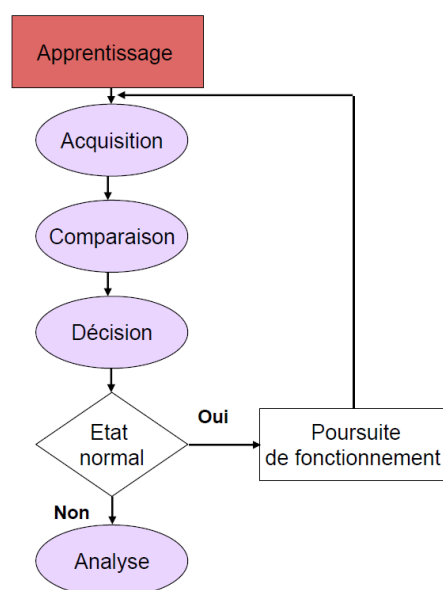 Apprentissage
Acquisition
Comparaison
Décision
Etat
normal
Oui
Poursuite
de fonctionnement
Non
Analyse